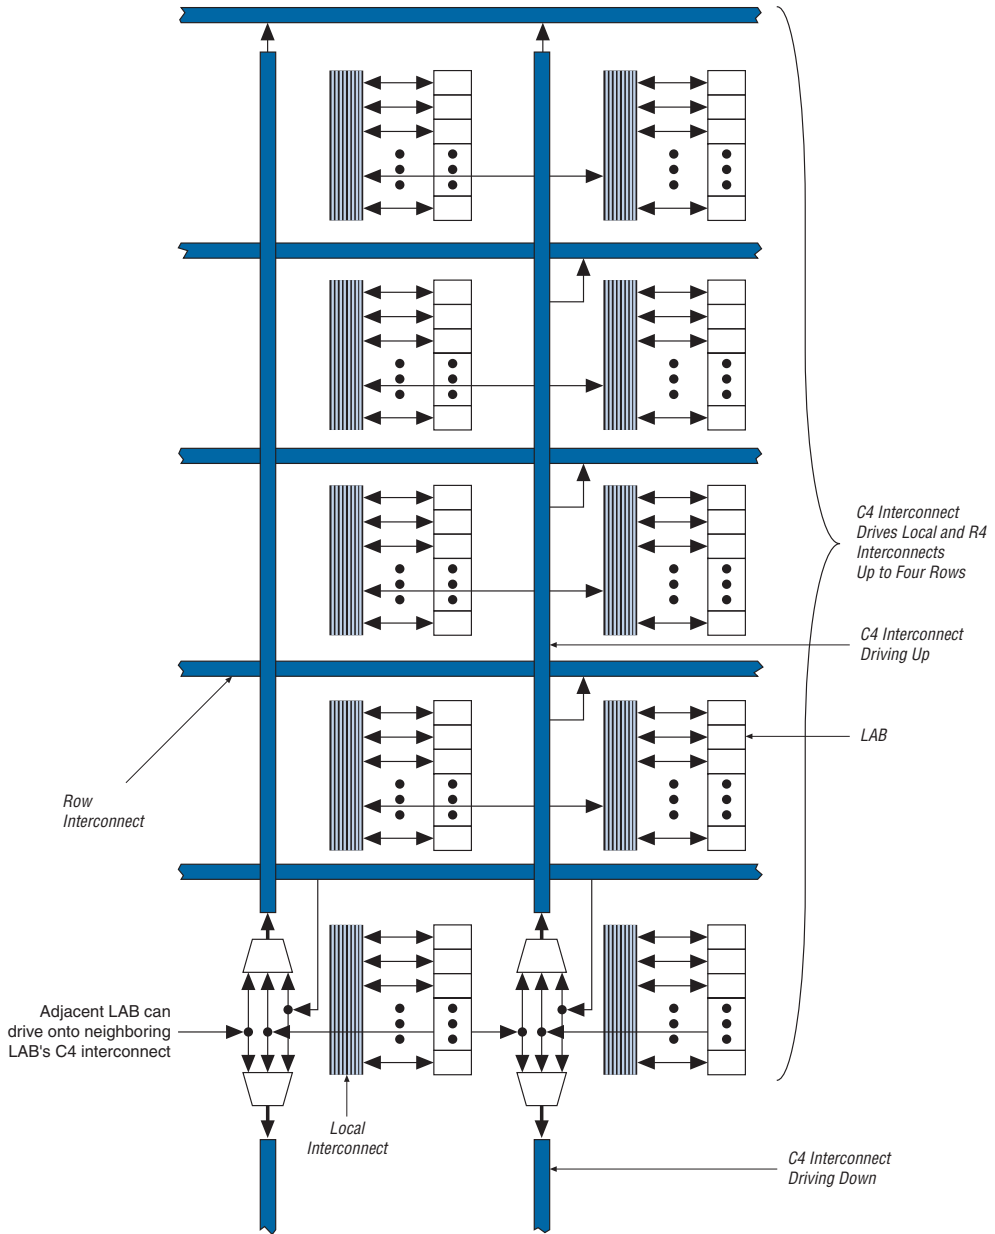 C4 Interconnect
Drives Local and R4
Interconnects
Up to Four Rows
C4 Interconnect
Driving Up
LAB
Row
Interconnect
Adjacent LAB can
drive onto neighboring
LAB's C4 interconnect
Local
Interconnect
C4 Interconnect
Driving Down